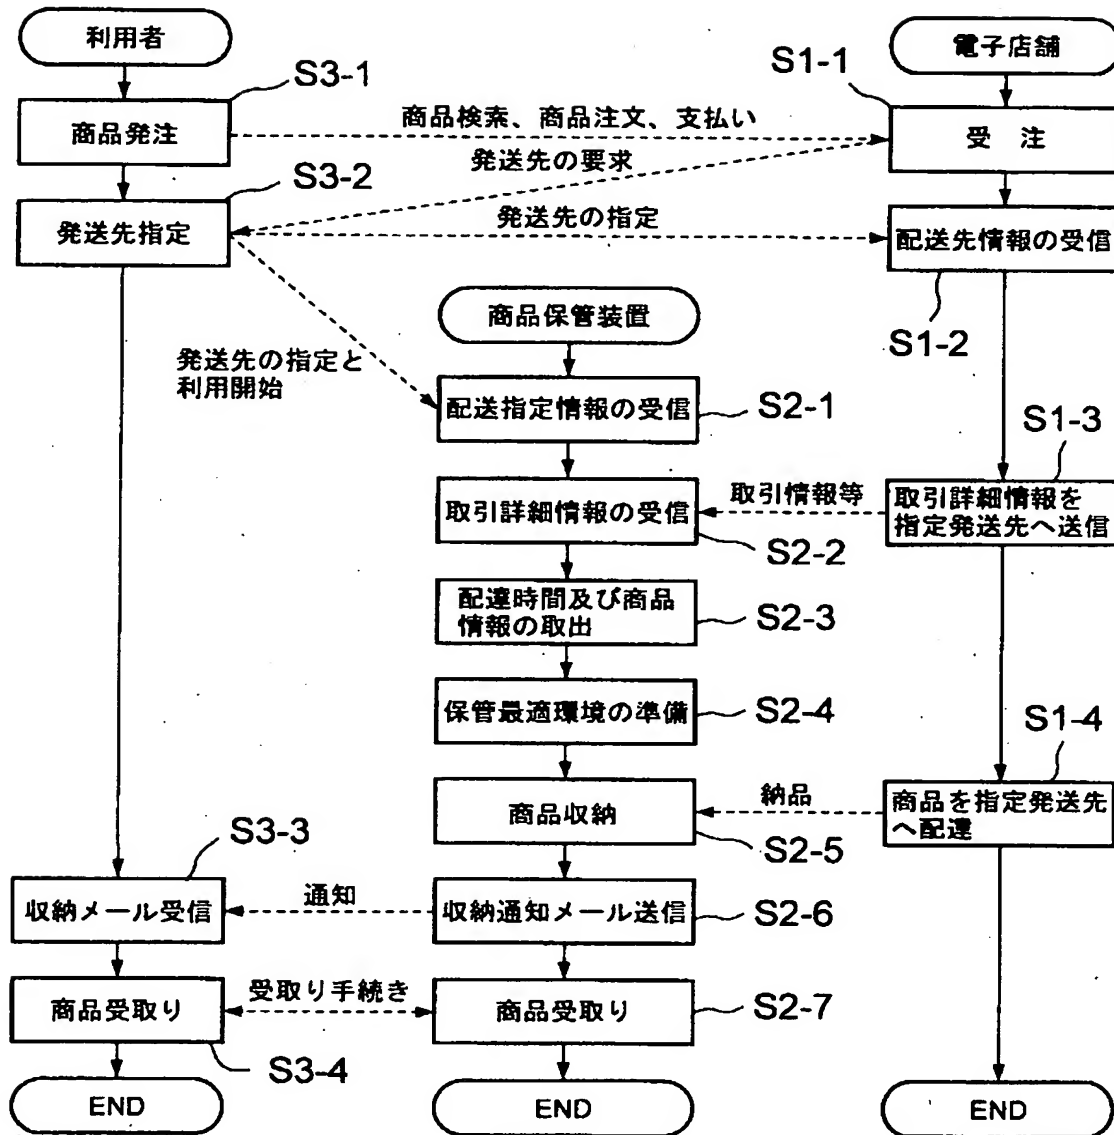 利用者
電子店舗
S3-1
S1-1
商品発注
商品検索、商品注文、支払い
受 注
発送先の要求
S3-2
発送先指定
発送先の指定
配送先情報の受信
S1-2
商品保管装置
発送先の指定と
利用開始
配送指定情報の受信
S2-1
S1-3
取引詳細情報の受信
取引情報等
取引詳細情報を
指定発送先へ送信
S2-2
配達時間及び商品
情報の取出
S2-3
保管最適環境の準備
S2-4
S1-4
商品収納
納品
商品を指定発送先
へ配達
S2-5
S3-3
収納メール受信
通知
収納通知メール送信
S2-6
商品受取り
受取り手続き
商品受取り
S2-7
S3-4
END
END
END